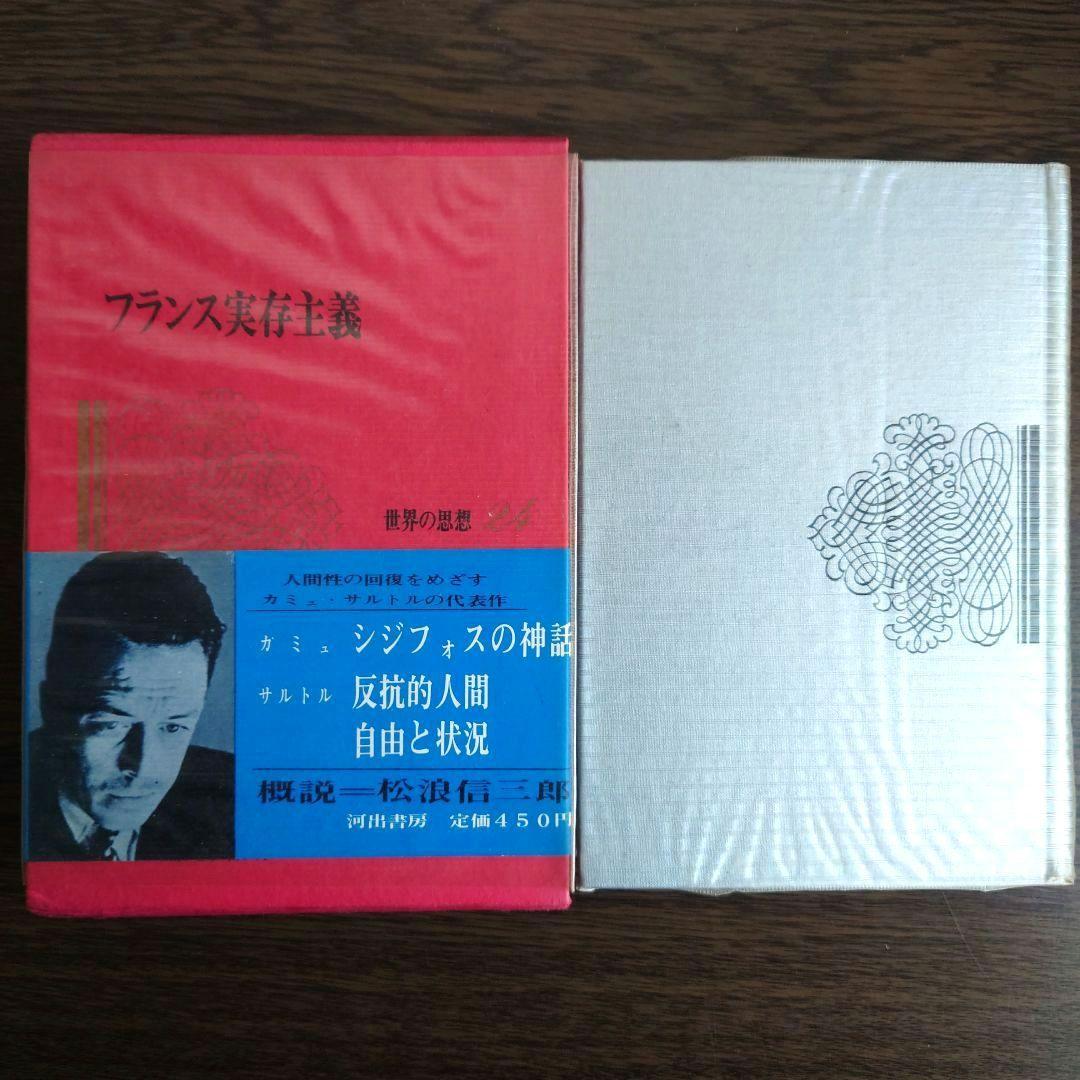 フランス実存主義
世界の思想 24
人間性の回復をめざす
カミュ・サルトルの代表作
カミュ シジフォスの神話
サルトル 反抗的人間
自由と状況
概説=松浪信三郎
河出書房 定価450円